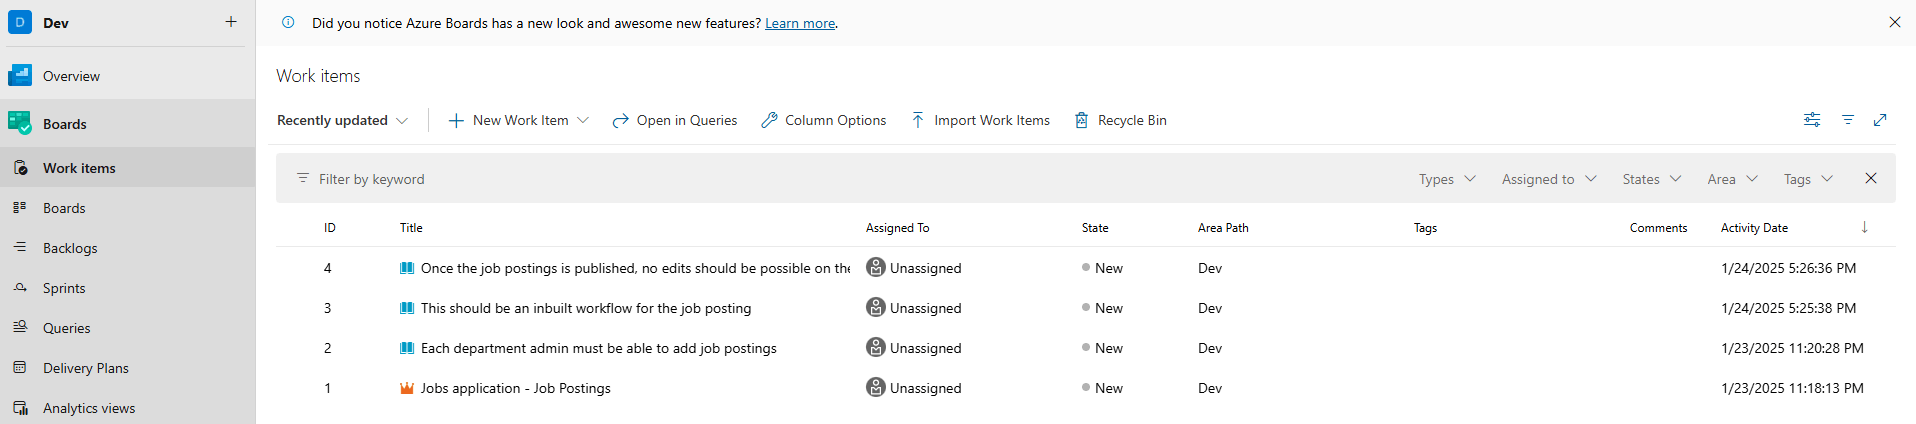 D Dev +
Did you notice Azure Boards has a new look and awesome new features? Learn more.
Overview
Boards
Work items
Boards
Backlogs
Sprints
Queries
Delivery Plans
Analytics views
Work items
Recently updated New Work Item Open in Queries Column Options Import Work Items Recycle Bin
Filter by keyword Types Assigned to States Area Tags
ID Title Assigned To State Area Path Tags Comments Activity Date
4 Once the job postings is published, no edits should be possible on the Unassigned New Dev 1/24/2025 5:26:36 PM
3 This should be an inbuilt workflow for the job posting Unassigned New Dev 1/24/2025 5:25:38 PM
2 Each department admin must be able to add job postings Unassigned New Dev 1/23/2025 11:20:28 PM
1 Jobs application - Job Postings Unassigned New Dev 1/23/2025 11:18:13 PM